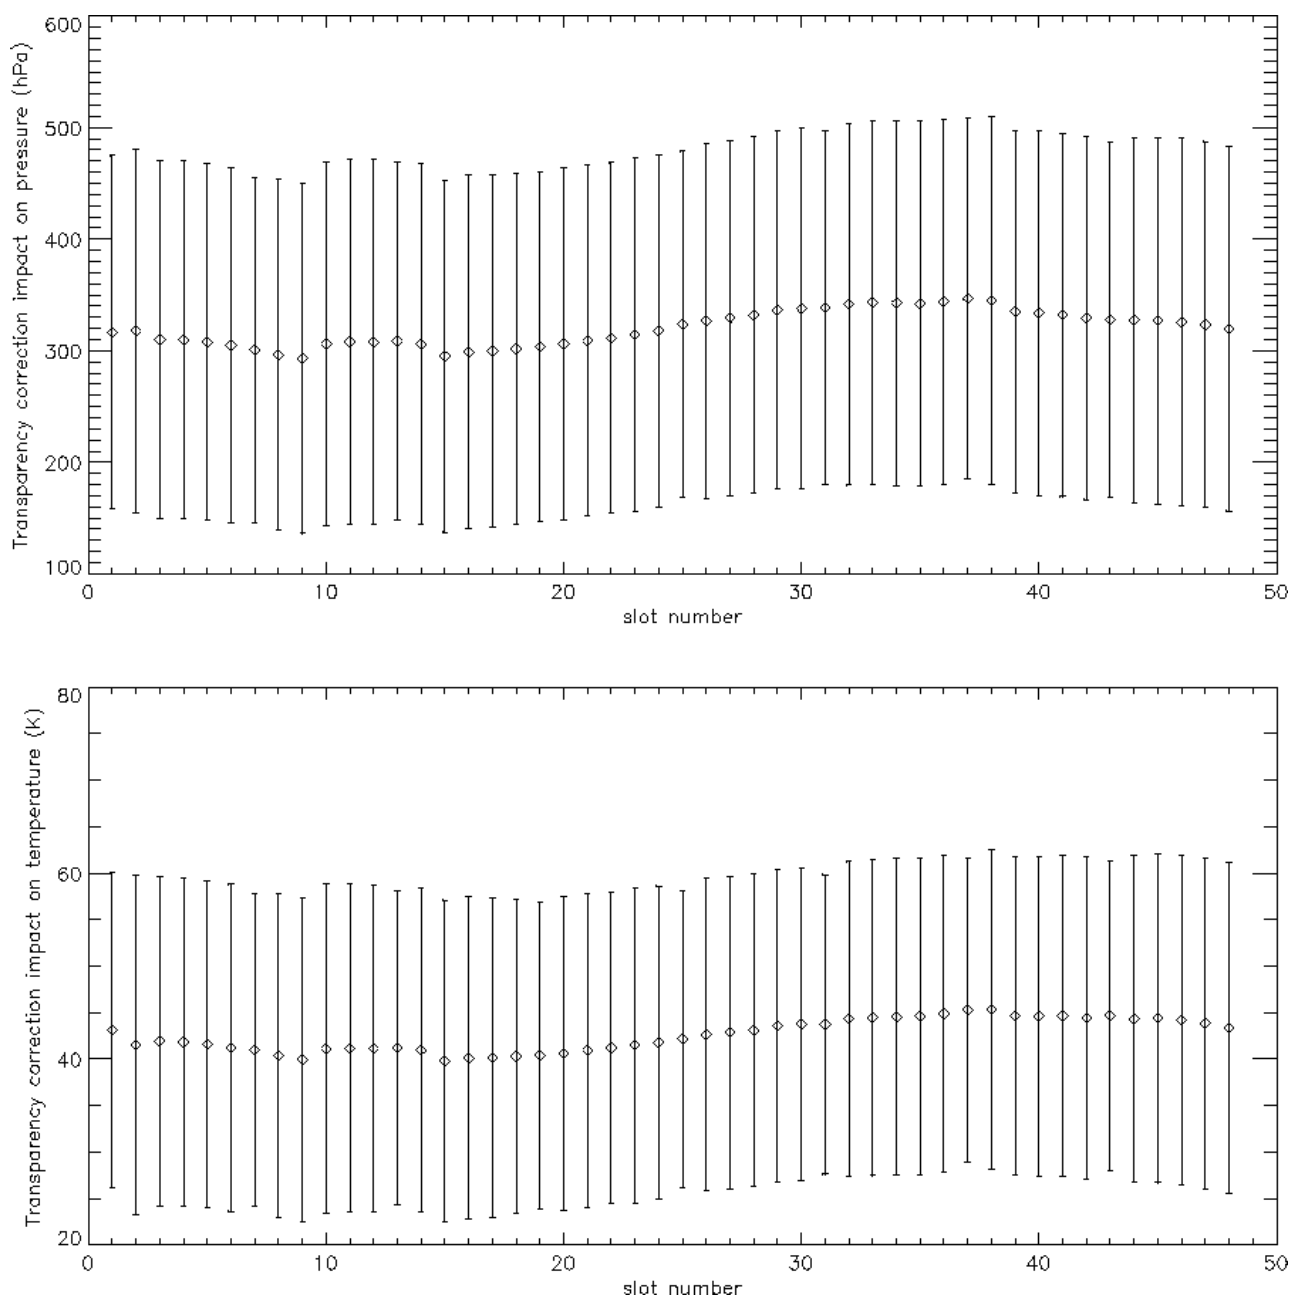 Transparency correction impact on pressure (hPa)
600
500
400
300
200
100
0 10 20 30 40 50
slot number
Transparency correction impact on temperature (K)
80
60
40
20
0 10 20 30 40 50
slot number